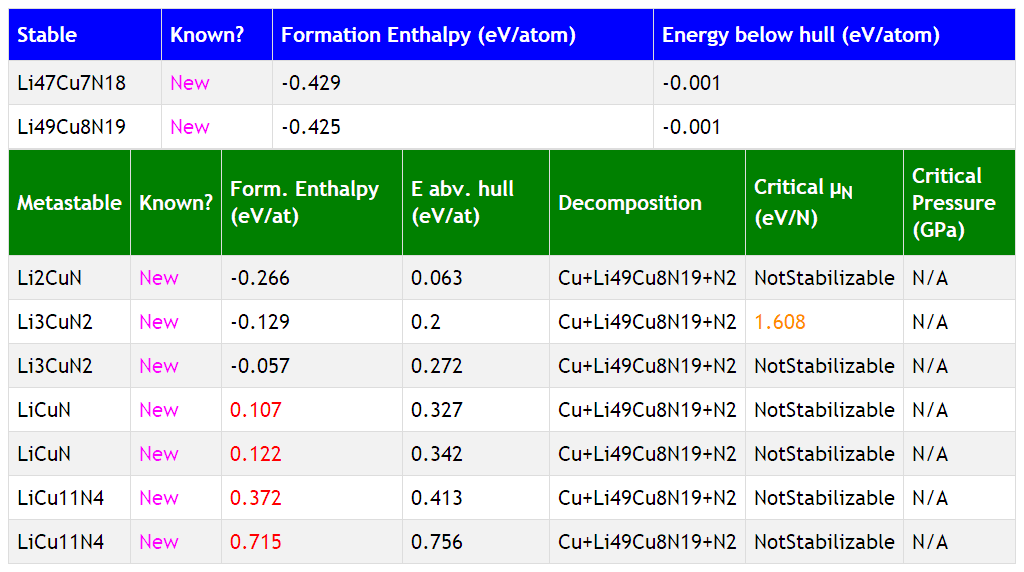 Stable Known? Formation Enthalpy (eV/atom) Energy below hull (eV/atom)
Li47Cu7N18 New -0.429 -0.001
Li49Cu8N19 New -0.425 -0.001
Metastable Known? Form. Enthalpy (eV/at) E abv. hull (eV/at) Decomposition Critical μN (eV/N) Critical Pressure (GPa)
Li2CuN New -0.266 0.063 Cu+Li49Cu8N19+N2 NotStabilizable N/A
Li3CuN2 New -0.129 0.2 Cu+Li49Cu8N19+N2 1.608 N/A
Li3CuN2 New -0.057 0.272 Cu+Li49Cu8N19+N2 NotStabilizable N/A
LiCuN New 0.107 0.327 Cu+Li49Cu8N19+N2 NotStabilizable N/A
LiCuN New 0.122 0.342 Cu+Li49Cu8N19+N2 NotStabilizable N/A
LiCu11N4 New 0.372 0.413 Cu+Li49Cu8N19+N2 NotStabilizable N/A
LiCu11N4 New 0.715 0.756 Cu+Li49Cu8N19+N2 NotStabilizable N/A